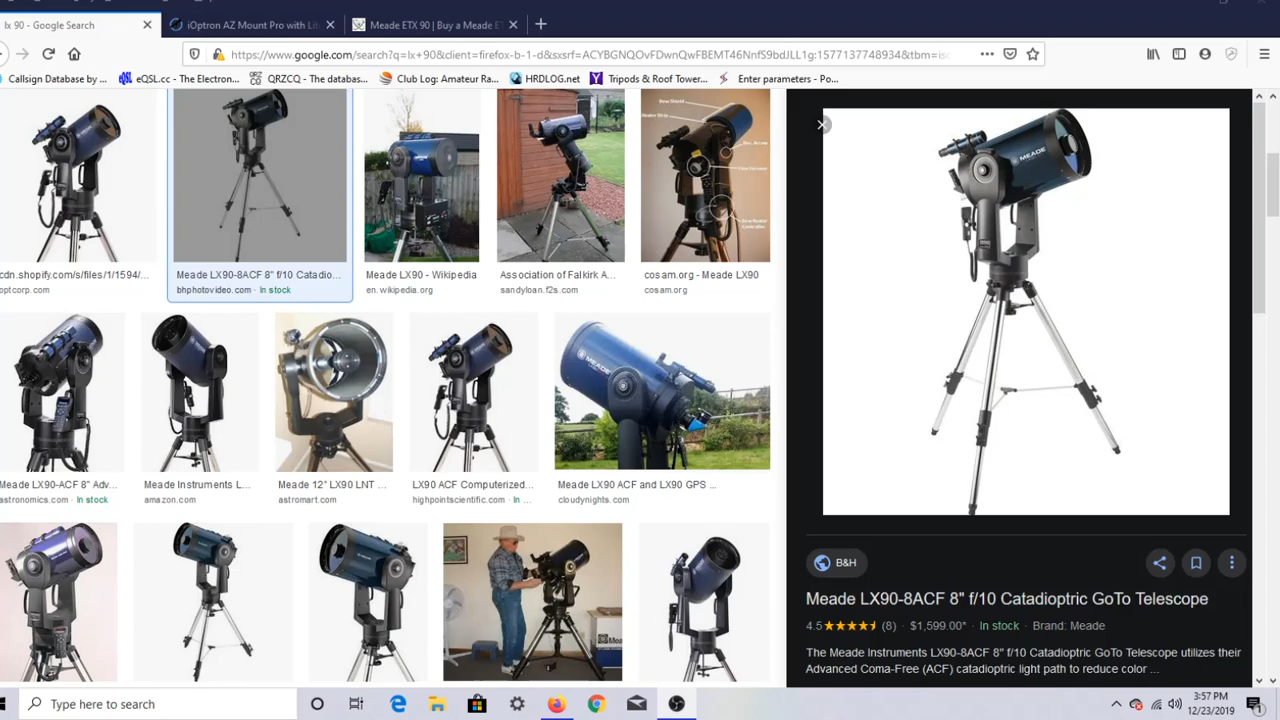 lx 90 - Google Search
iOptron AZ Mount Pro with Lit
Meade ETX 90 | Buy a Meade E
https://www.google.com/search?q=lx+90&client=firefox-b-1-d&sxsrf=ACYBGNQOvFDwnQwFBEMT46NnfS9bdJLL1g:1577137748934&tbm=isc
Callsign Database by ...
eQSL.cc - The Electron...
QRZCQ - The databas...
Club Log: Amateur Ra...
HRDLOG.net
Tripods & Roof Tower...
Enter parameters - Po...
cdn.shopify.com/s/files/1/1594/...
optcorp.com
Meade LX90-8ACF 8" f/10 Catadio...
bhphotovideo.com · In stock
Meade LX90 - Wikipedia
en.wikipedia.org
Association of Falkirk A...
sandyloan.f2s.com
cosam.org - Meade LX90
cosam.org
MEADE
Meade LX90-ACF 8" Adv...
astronomics.com · In stock
Meade Instruments L...
amazon.com
Meade 12" LX90 LNT ...
astromart.com
LX90 ACF Computerized...
highpointscientific.com · In ...
MEADE
Meade LX90 ACF and LX90 GPS ...
cloudynights.com
B&H
Meade LX90-8ACF 8" f/10 Catadioptric GoTo Telescope
4.5 ★★★★★ (8) · $1,599.00* · In stock · Brand: Meade
The Meade Instruments LX90-8ACF 8" f/10 Catadioptric GoTo Telescope utilizes their
Advanced Coma-Free (ACF) catadioptric light path to reduce color ...
Type here to search
3:57 PM
12/23/2019
1